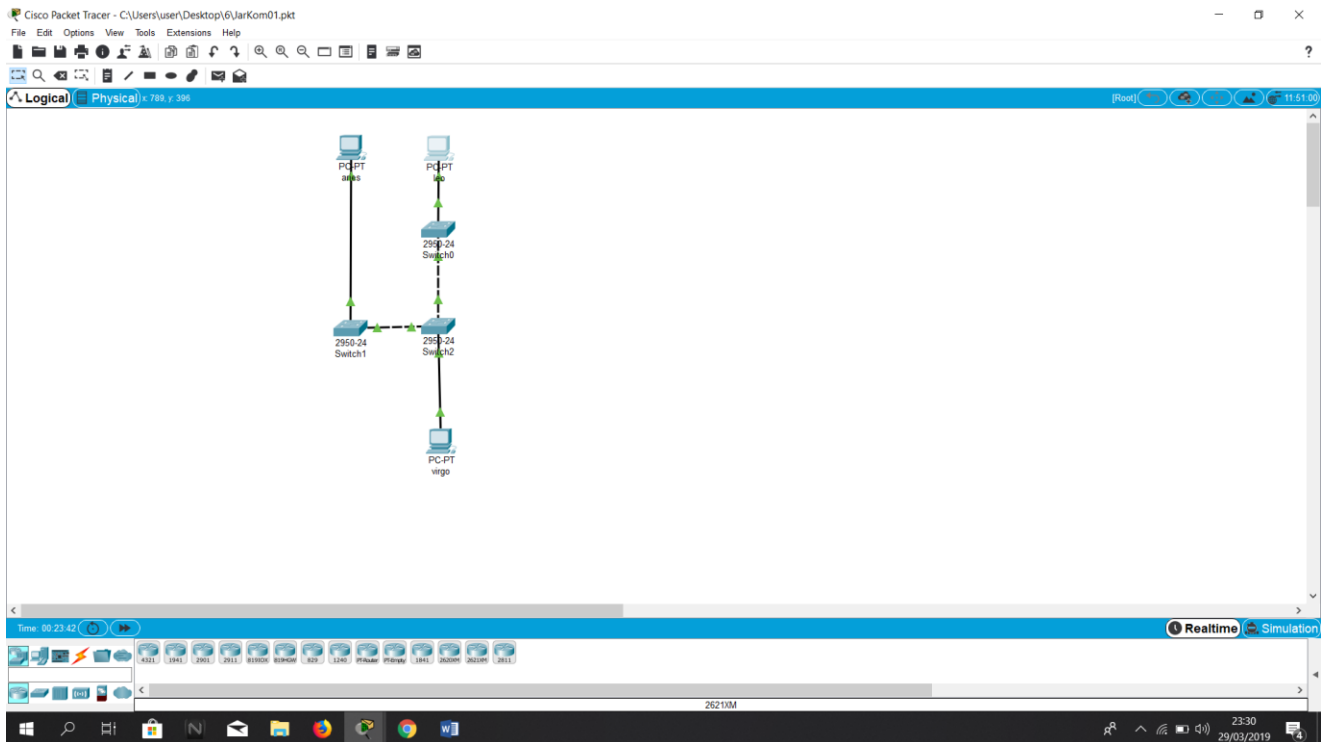 Cisco Packet Tracer - C:\Users\user\Desktop\6\JarKom01.pkt
File Edit Options View Tools Extensions Help
?
Logical Physical x: 789, y: 396 [Root] 11:51:00
PC-PT
aries
PC-PT
leo
2950-24
Switch0
2950-24
Switch1
2950-24
Switch2
PC-PT
virgo
Time: 00:23:42 Realtime Simulation
4321 1941 2901 2911 819IOX 819HGW 829 1240 PT-Router PT-Empty 1841 2620XM 2621XM 2811
2621XM
23:30
29/03/2019
4